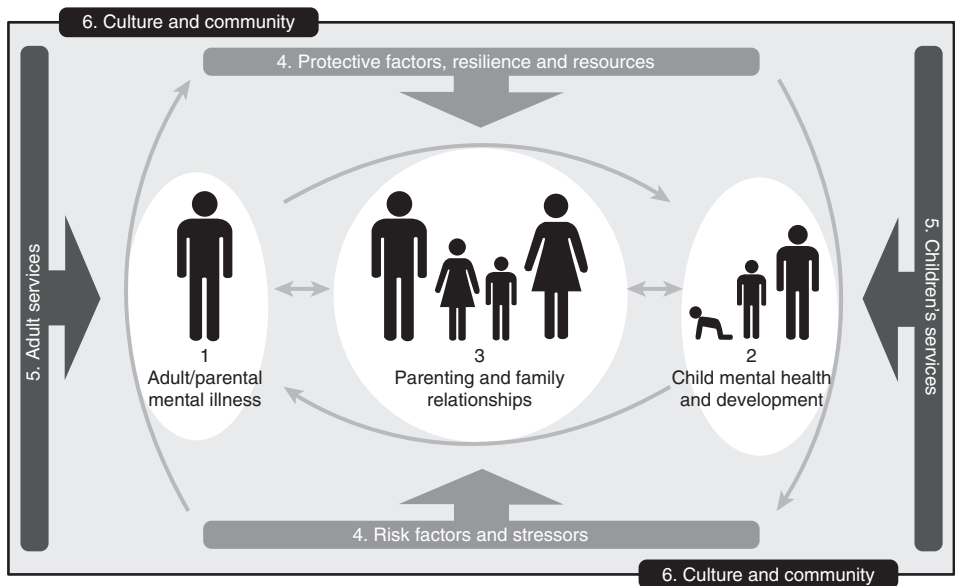 6. Culture and community
4. Protective factors, resilience and resources
5. Adult services
1
Adult/parental
mental illness
3
Parenting and family
relationships
2
Child mental health
and development
5. Children's services
4. Risk factors and stressors
6. Culture and community